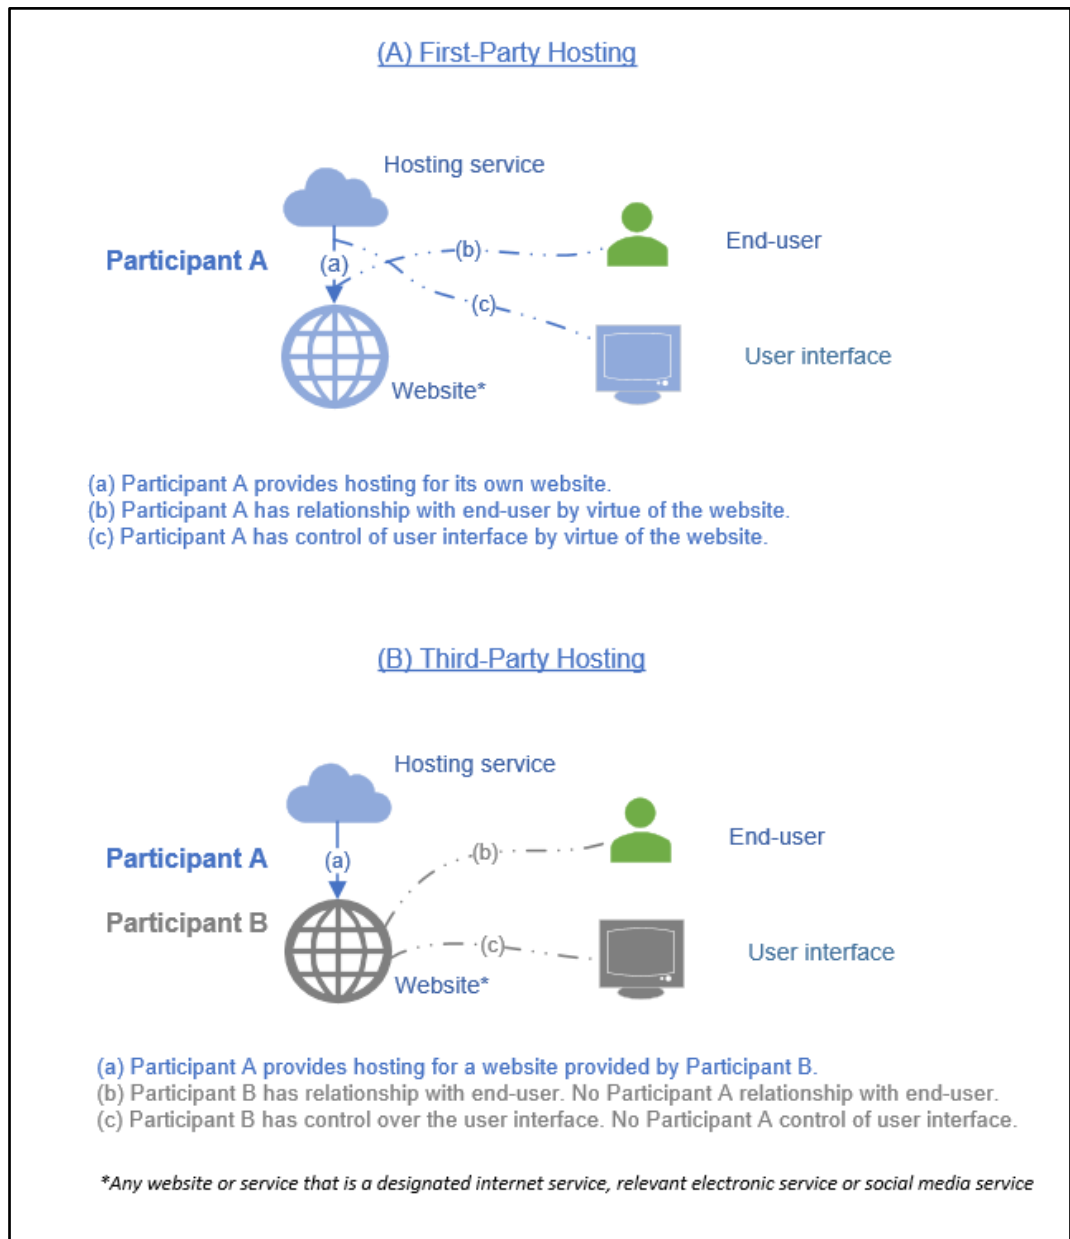 (A) First-Party Hosting
Hosting service
Participant A
(a)
(b)
End-user
(c)
User interface
Website*
(a) Participant A provides hosting for its own website.
(b) Participant A has relationship with end-user by virtue of the website.
(c) Participant A has control of user interface by virtue of the website.
(B) Third-Party Hosting
Hosting service
Participant A
(a)
(b)
End-user
Participant B
(c)
User interface
Website*
(a) Participant A provides hosting for a website provided by Participant B.
(b) Participant B has relationship with end-user. No Participant A relationship with end-user.
(c) Participant B has control over the user interface. No Participant A control of user interface.
*Any website or service that is a designated internet service, relevant electronic service or social media service